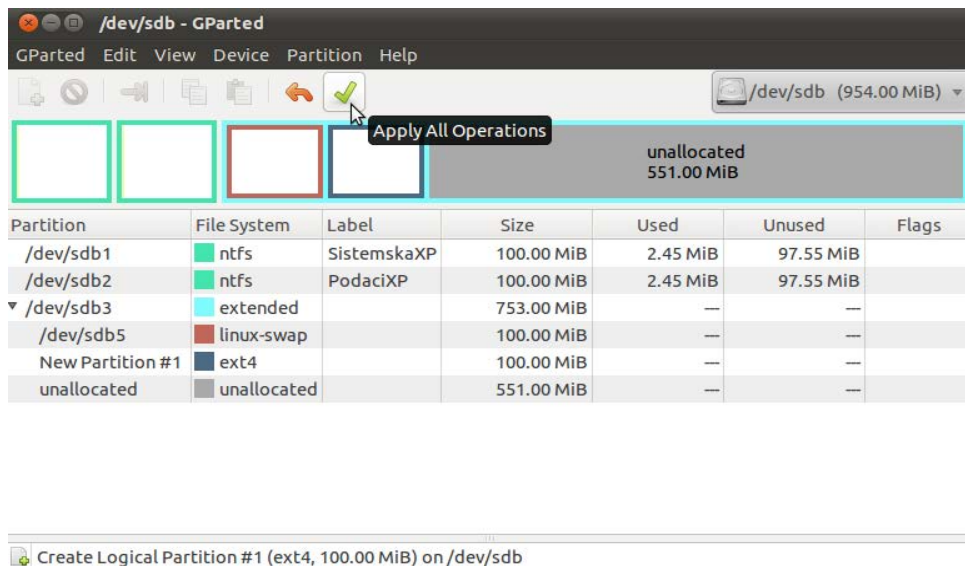 /dev/sdb - GParted
GParted Edit View Device Partition Help
/dev/sdb (954.00 MiB)
Apply All Operations
unallocated
551.00 MiB
Partition File System Label Size Used Unused Flags
/dev/sdb1 ntfs SistemskaXP 100.00 MiB 2.45 MiB 97.55 MiB
/dev/sdb2 ntfs PodaciXP 100.00 MiB 2.45 MiB 97.55 MiB
/dev/sdb3 extended 753.00 MiB --- ---
/dev/sdb5 linux-swap 100.00 MiB --- ---
New Partition #1 ext4 100.00 MiB --- ---
unallocated unallocated 551.00 MiB --- ---
Create Logical Partition #1 (ext4, 100.00 MiB) on /dev/sdb